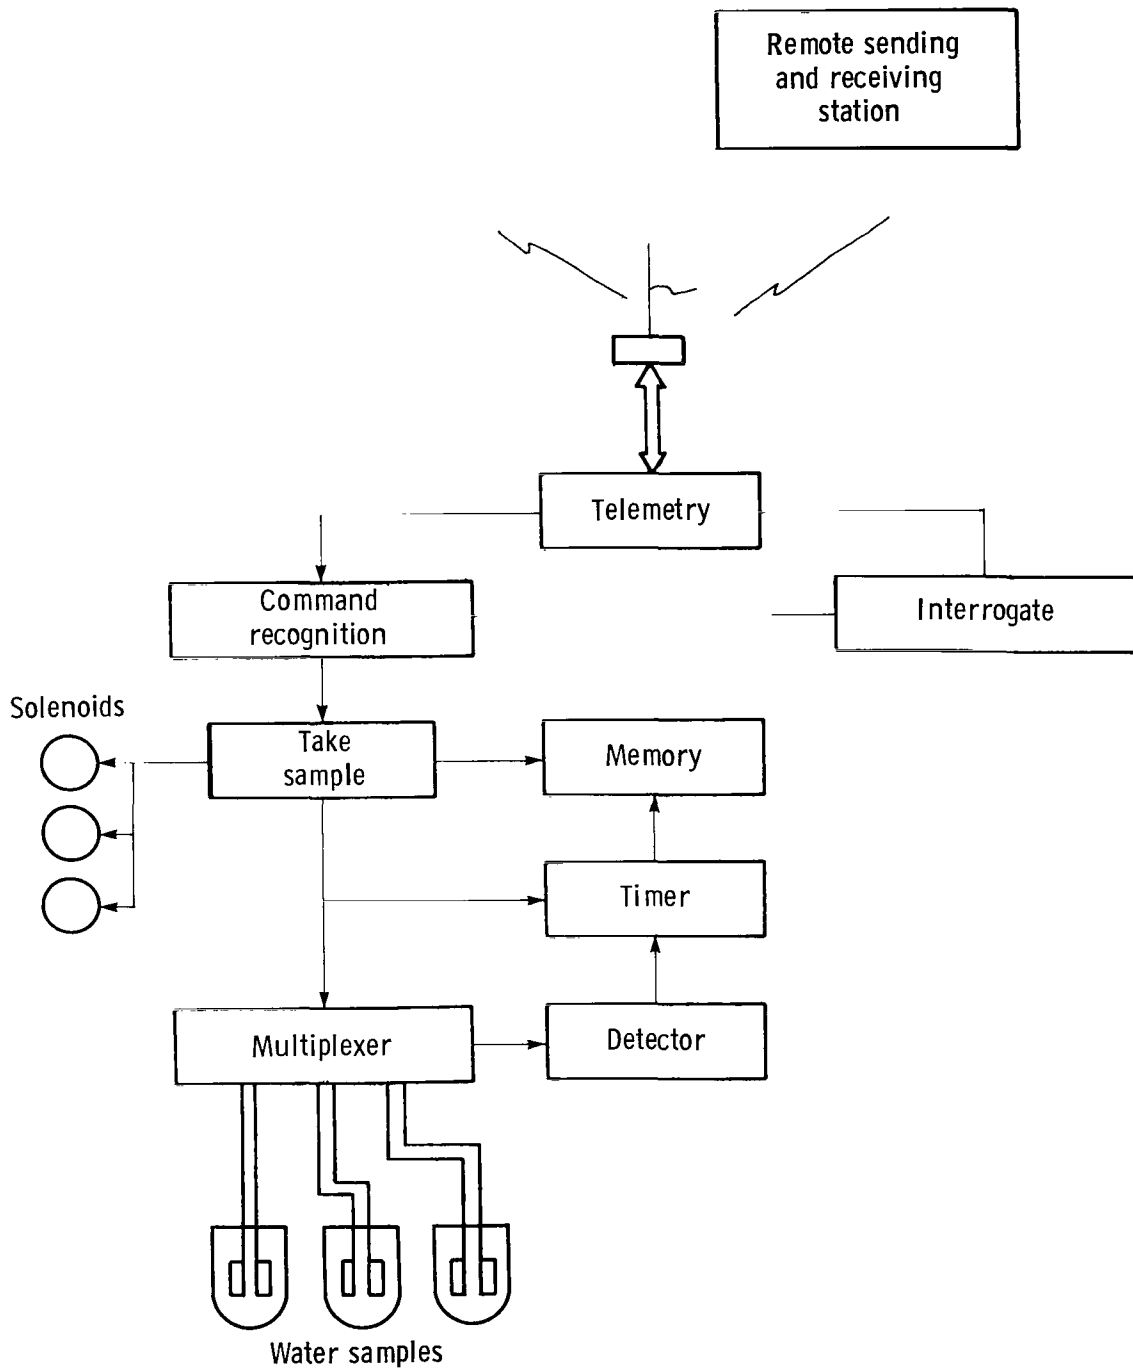 Remote sending
and receiving
station
Telemetry
Command
recognition
Interrogate
Solenoids
Take
sample
Memory
Timer
Multiplexer
Detector
Water samples